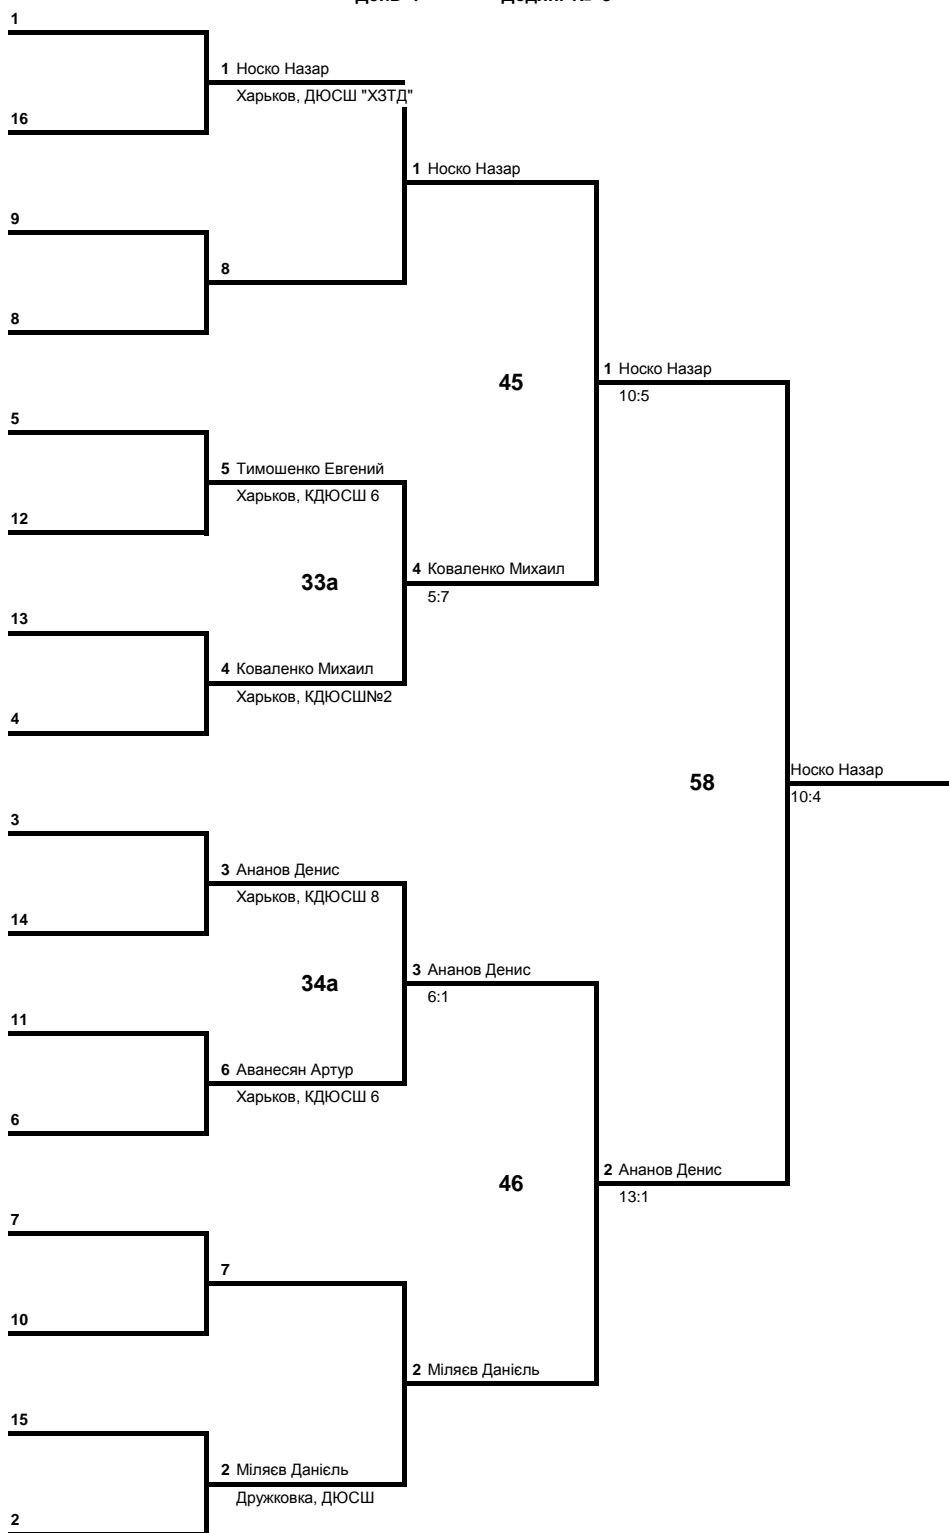 1
1 Носко Назар
Харьков, ДЮСШ "ХЗТД"
16
1 Носко Назар
9
8
8
45
1 Носко Назар
10:5
5
5 Тимошенко Евгений
Харьков, КДЮСШ 6
12
33а
4 Коваленко Михаил
5:7
13
4 Коваленко Михаил
Харьков, КДЮСШ№2
4
58
Носко Назар
10:4
3
3 Ананов Денис
Харьков, КДЮСШ 8
14
34а
3 Ананов Денис
6:1
11
6 Аванесян Артур
Харьков, КДЮСШ 6
6
46
2 Ананов Денис
13:1
7
7
10
2 Міляєв Данієль
15
2 Міляєв Данієль
Дружковка, ДЮСШ
2